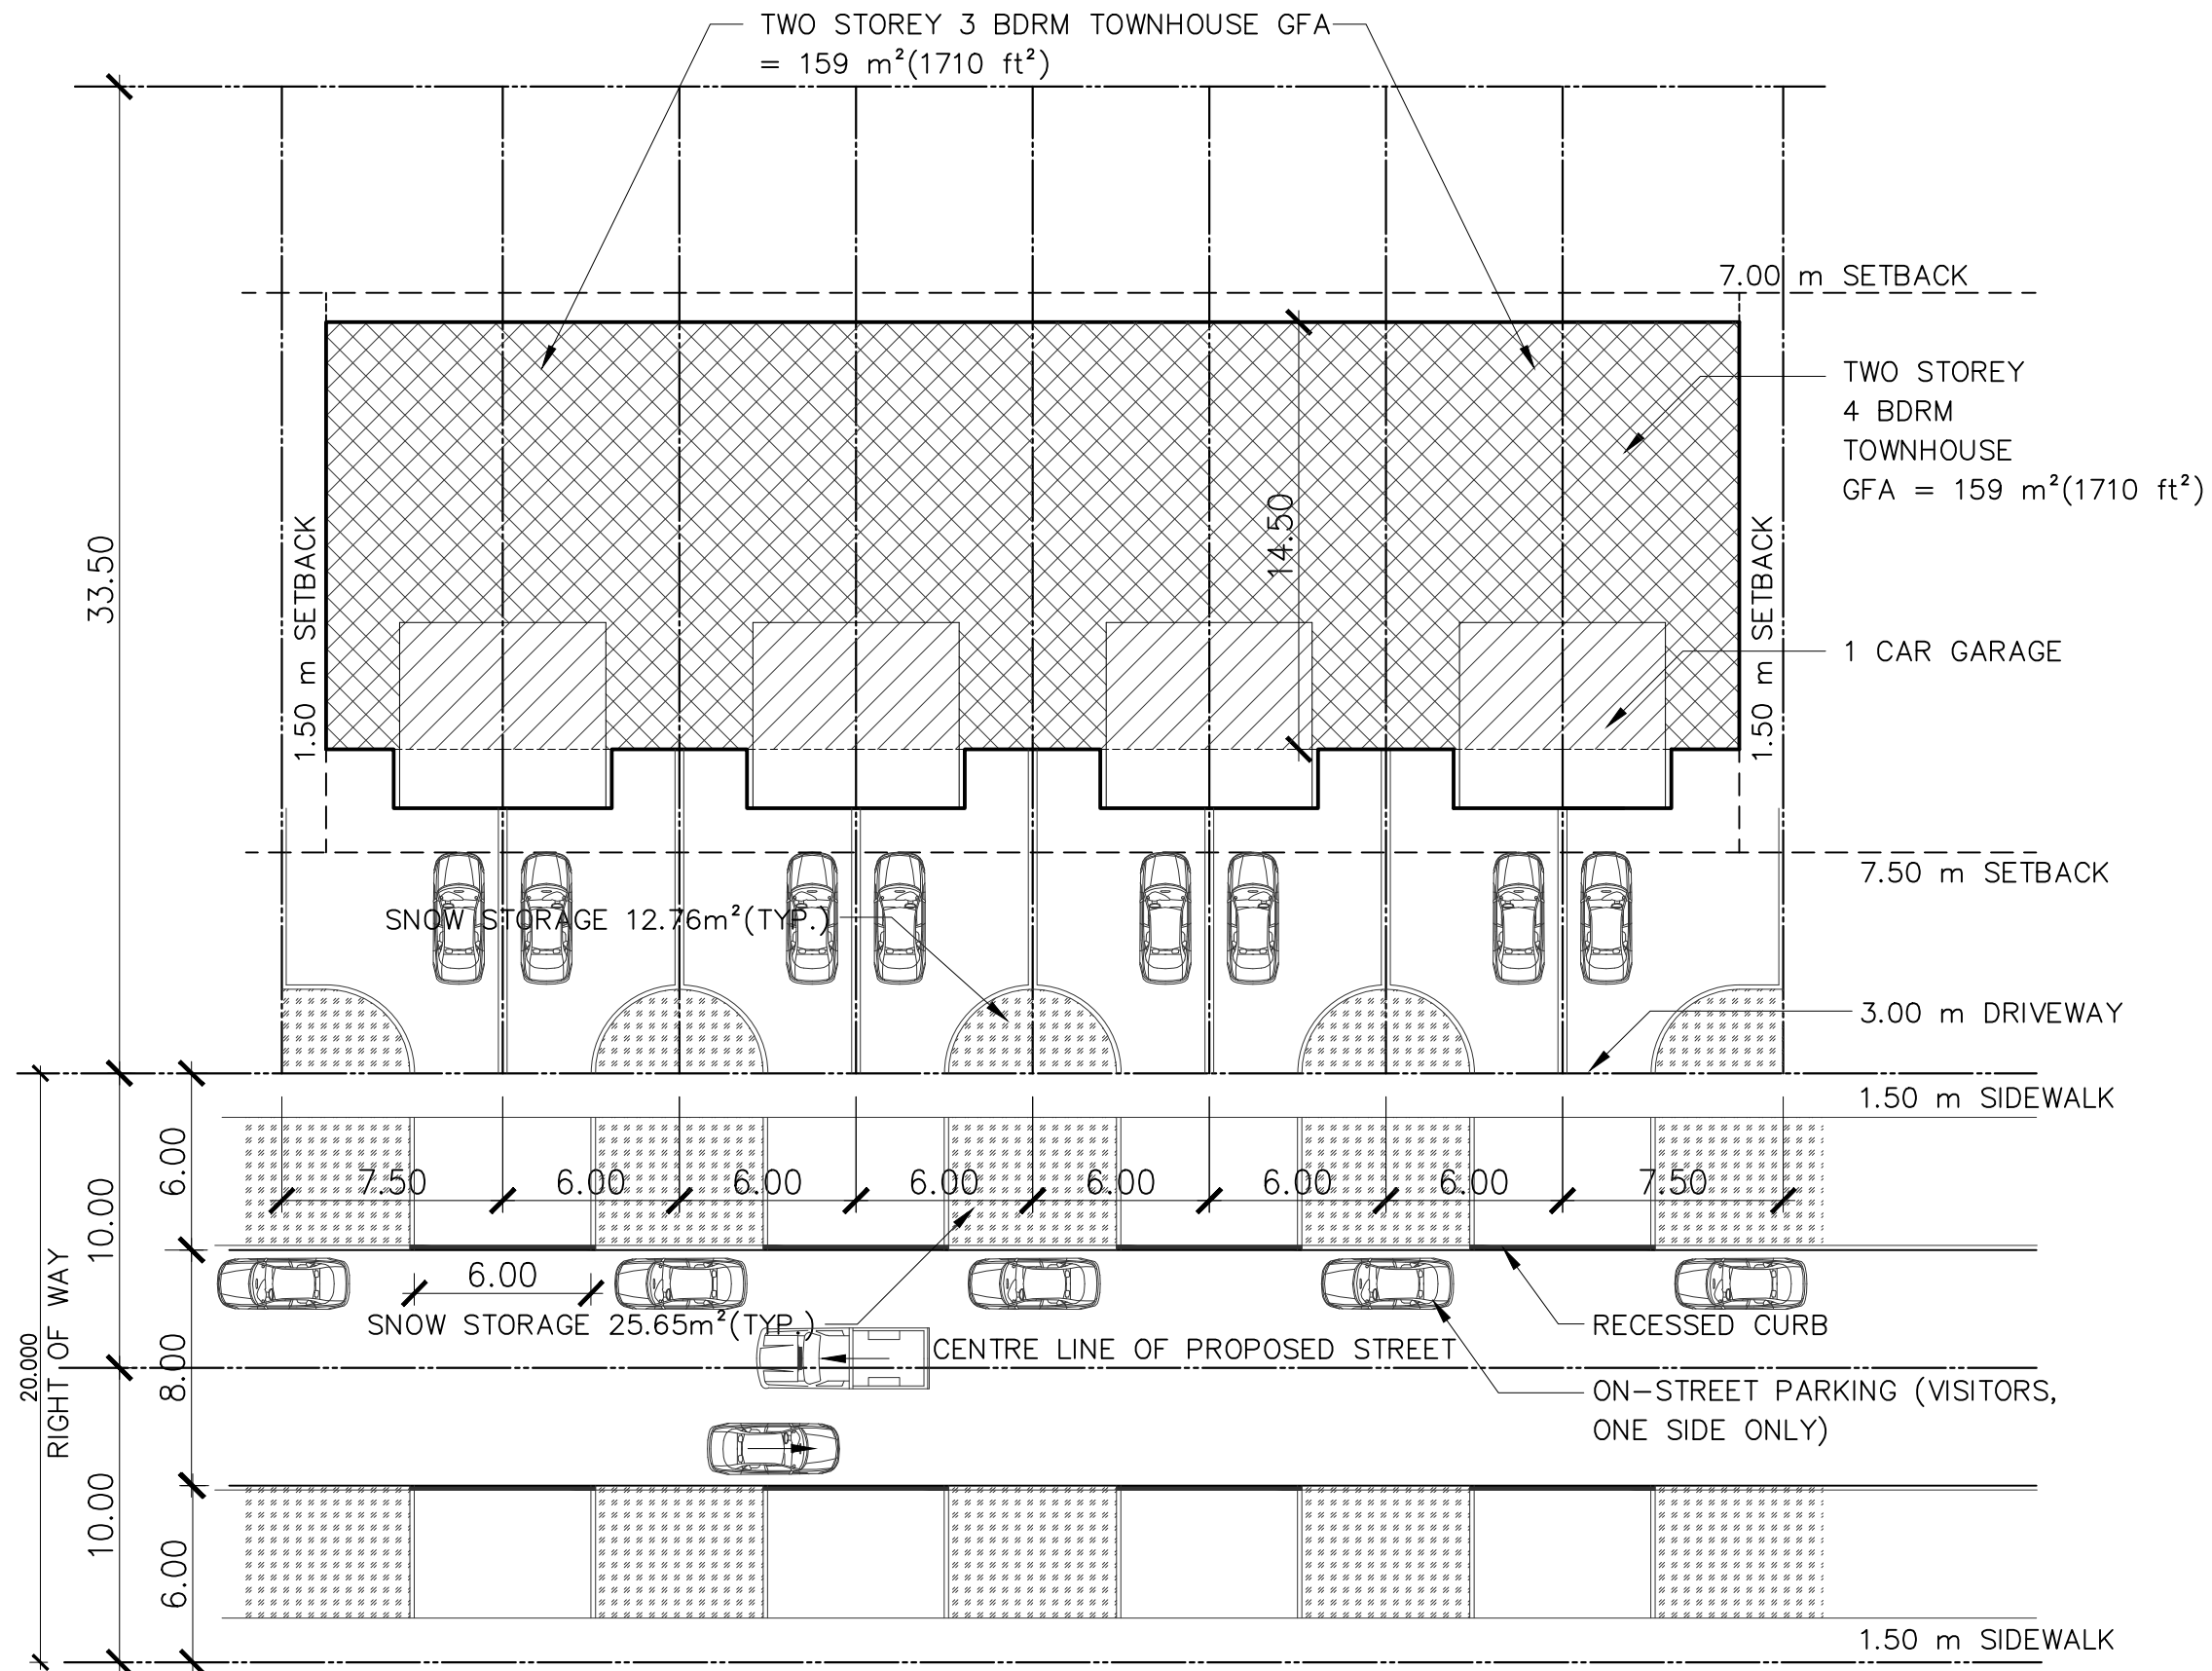 TWO STOREY 3 BDRM TOWNHOUSE GFA
= 159 m²(1710 ft²)
7.00 m SETBACK
TWO STOREY
4 BDRM
TOWNHOUSE
GFA = 159 m²(1710 ft²)
33.50
14.50
1.50 m SETBACK
1.50 m SETBACK
1 CAR GARAGE
7.50 m SETBACK
SNOW STORAGE 12.76m²(TYP.)
3.00 m DRIVEWAY
1.50 m SIDEWALK
6.00
10.00
7.50
6.00
6.00
6.00
6.00
6.00
6.00
7.50
6.00
SNOW STORAGE 25.65m²(TYP.)
RECESSED CURB
CENTRE LINE OF PROPOSED STREET
20.000
RIGHT OF WAY
8.00
ON-STREET PARKING (VISITORS,
ONE SIDE ONLY)
10.00
6.00
1.50 m SIDEWALK